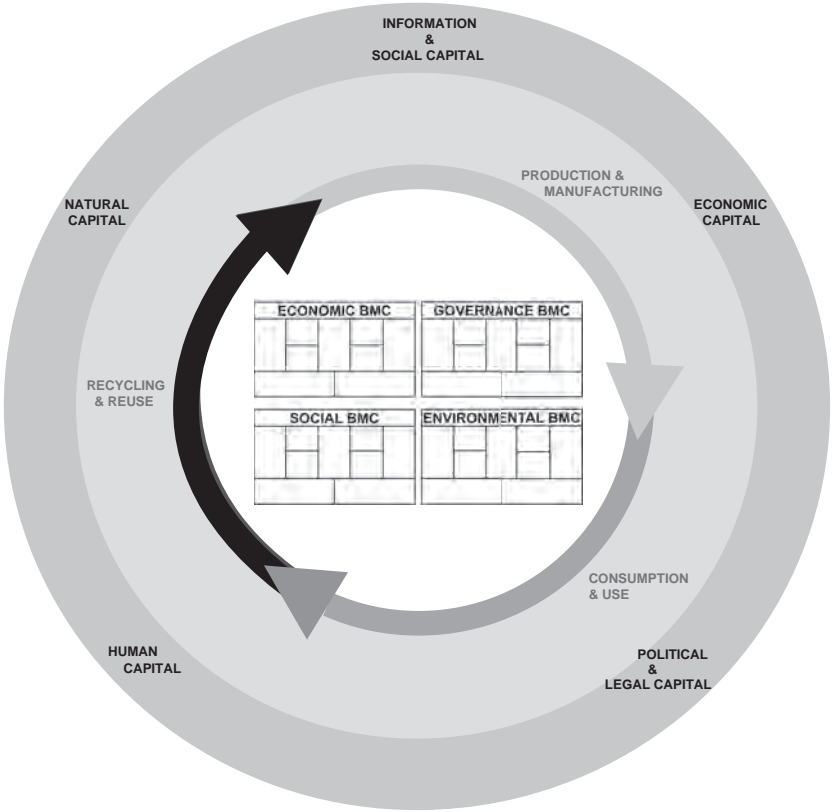 INFORMATION
&
SOCIAL CAPITAL
PRODUCTION &
MANUFACTURING
NATURAL
CAPITAL
ECONOMIC
CAPITAL
ECONOMIC BMC
GOVERNANCE BMC
RECYCLING
& REUSE
SOCIAL BMC
ENVIRONMENTAL BMC
CONSUMPTION
& USE
HUMAN
CAPITAL
POLITICAL
&
LEGAL CAPITAL